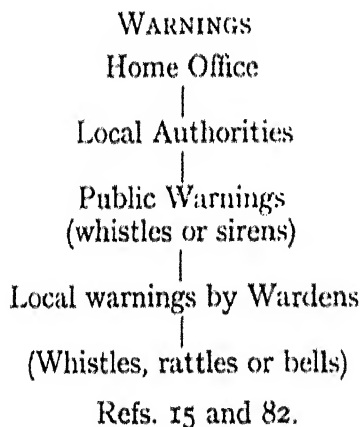 WARNINGS
Home Office
Local Authorities
Public Warnings
(whistles or sirens)
Local warnings by Wardens
(Whistles, rattles or bells)
Refs. 15 and 82.